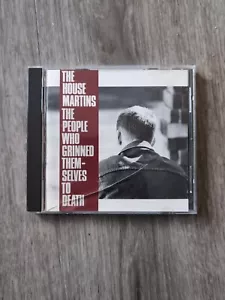 THE
HOUSE
MARTINS
THE
PEOPLE
WHO
GRINNED
THEM-
SELVES
TO
DEATH